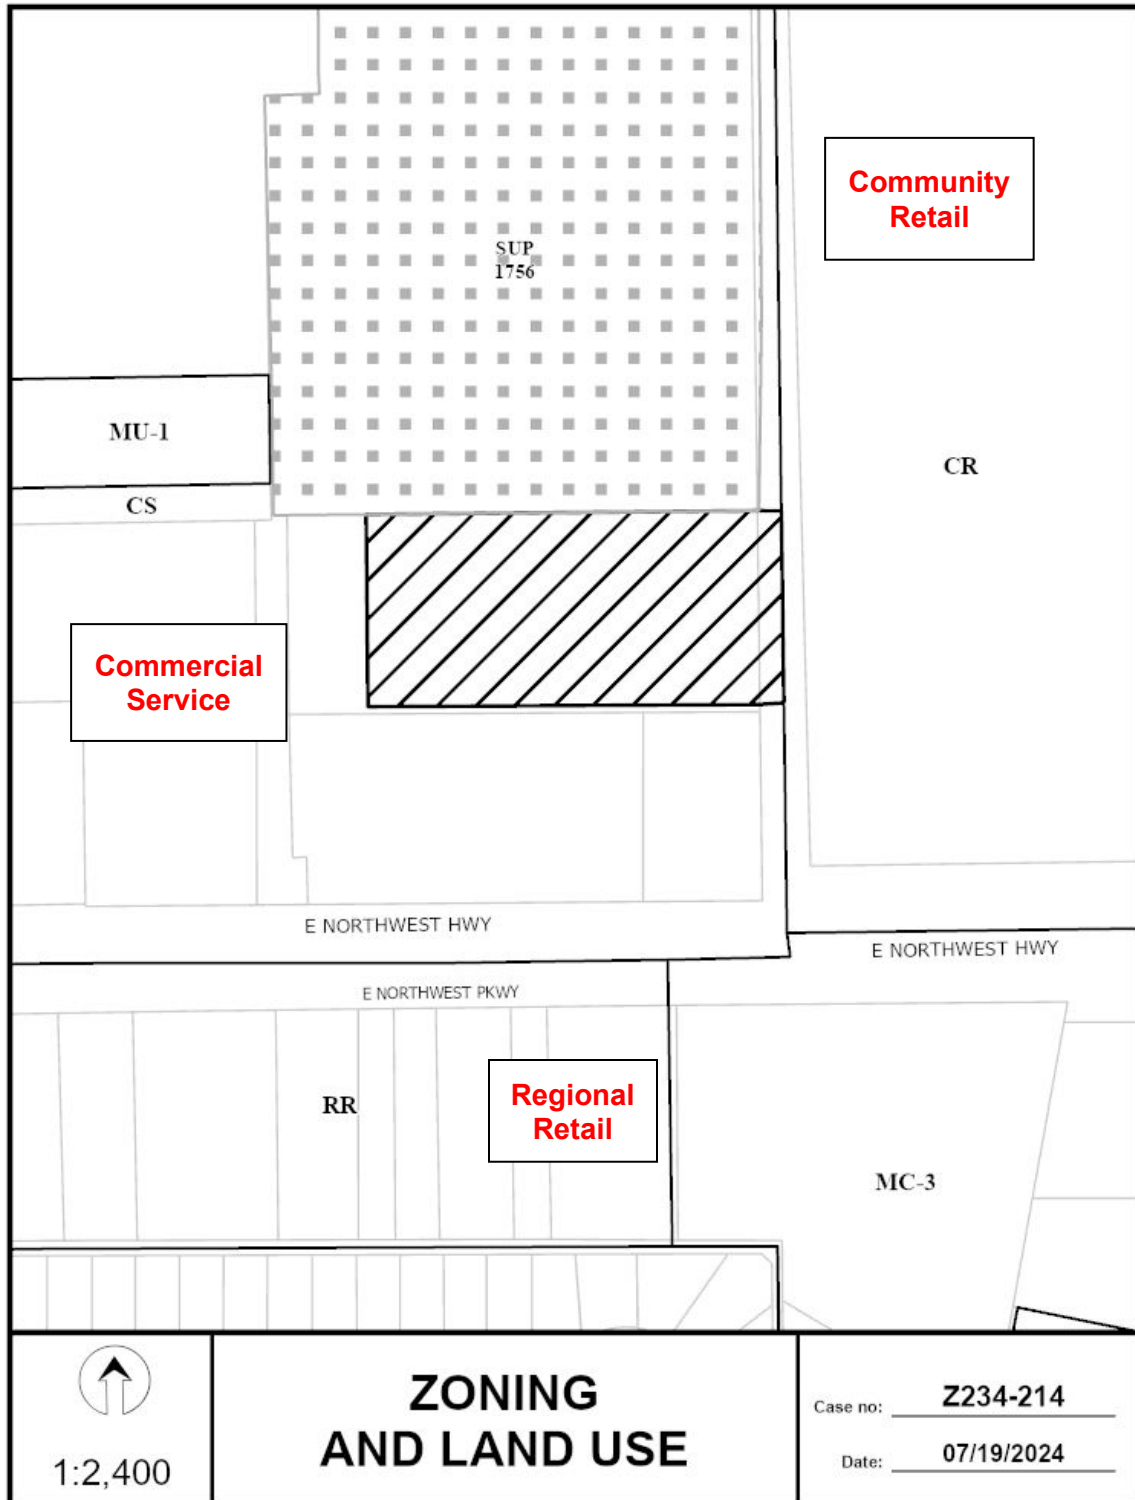 Community
Retail
SUP
1756
MU-1
CR
CS
Commercial
Service
E NORTHWEST HWY
E NORTHWEST HWY
E NORTHWEST PKWY
Regional
Retail
RR
MC-3
1:2,400
ZONING
AND LAND USE
Case no: Z234-214
Date: 07/19/2024